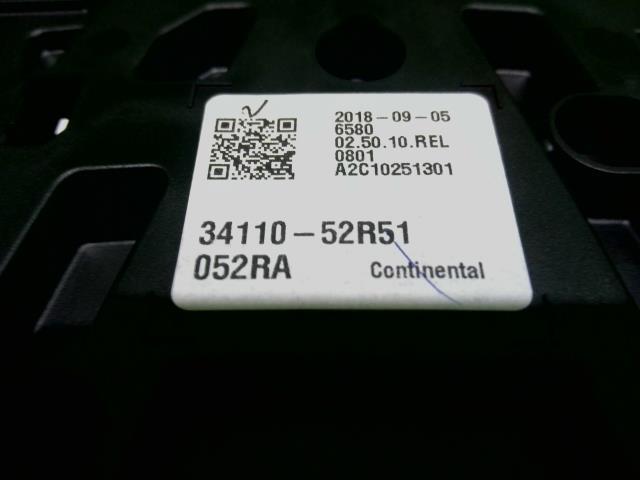 2018-09-05
6580
02.50.10.REL
0801
A2C10251301
34110-52R51
052RA
Continental